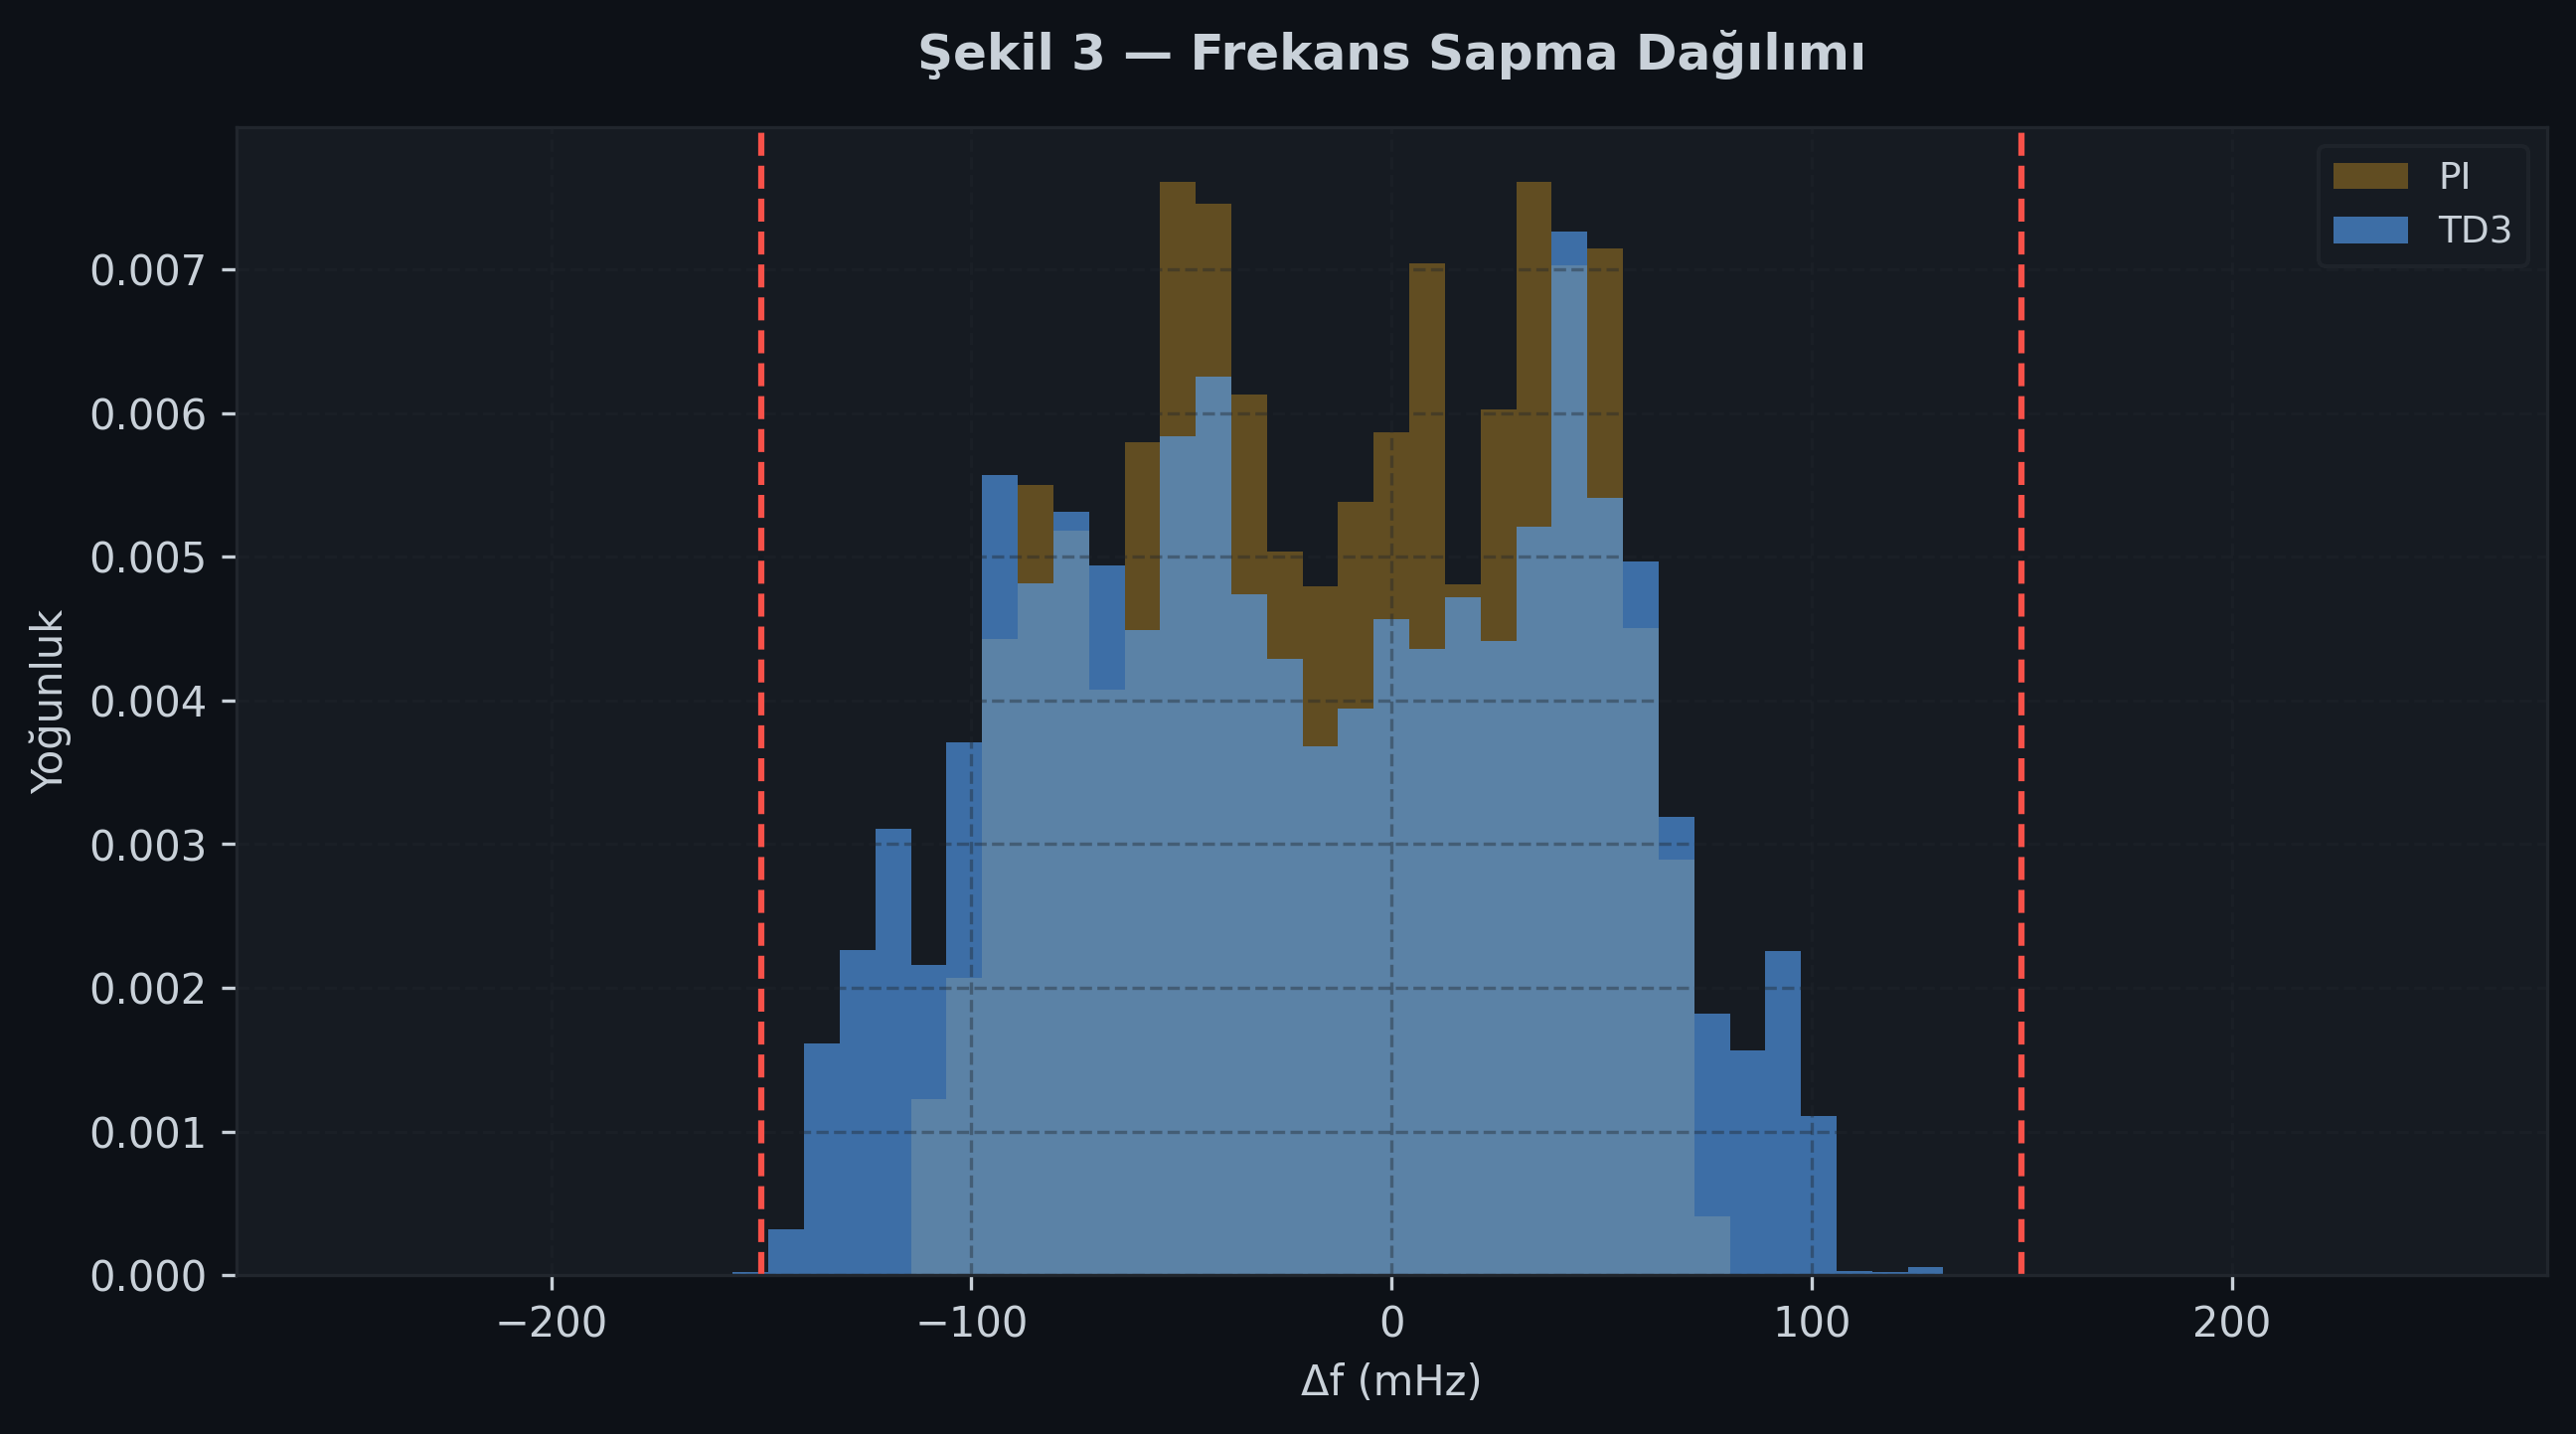 Şekil 3 — Frekans Sapma Dağılımı
PI
TD3
Yoğunluk
0.007
0.006
0.005
0.004
0.003
0.002
0.001
0.000
−200
−100
0
100
200
Δf (mHz)